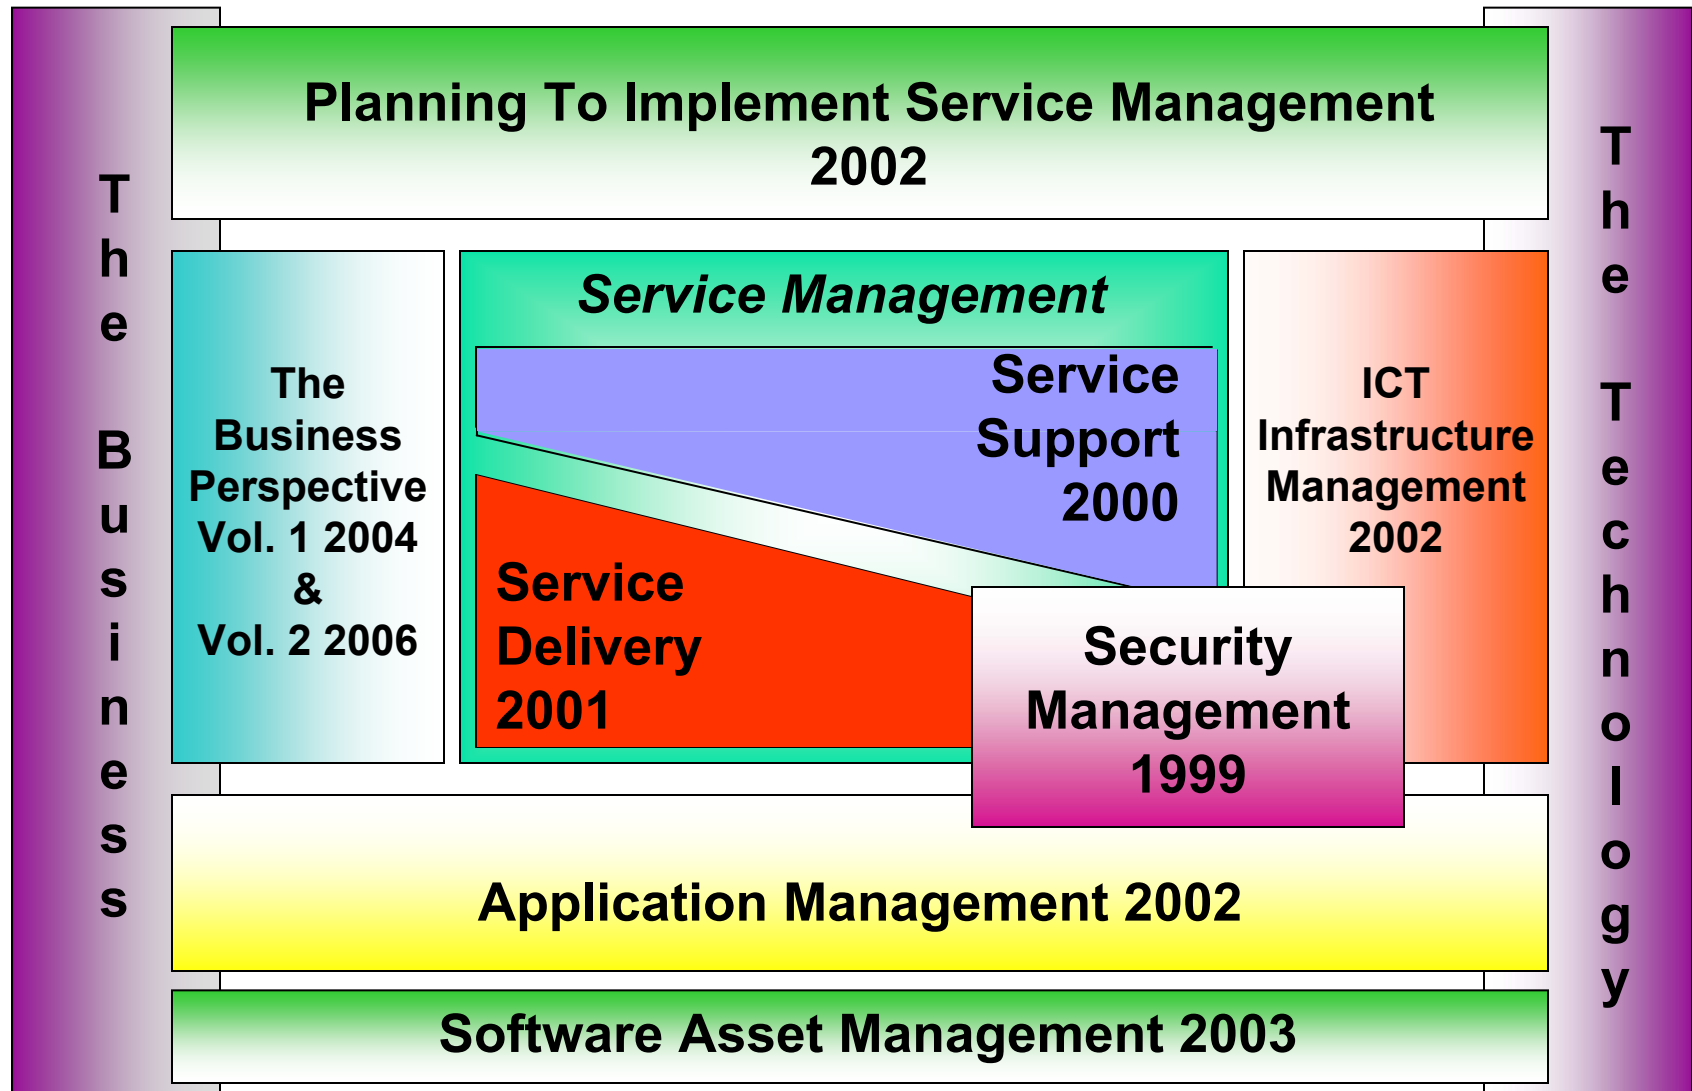 The Business
Planning To Implement Service Management
2002
The
Business
Perspective
Vol. 1 2004
&
Vol. 2 2006
Service Management
Service
Support
2000
Service
Delivery
2001
Security
Management
1999
ICT
Infrastructure
Management
2002
Application Management 2002
Software Asset Management 2003
The Technology